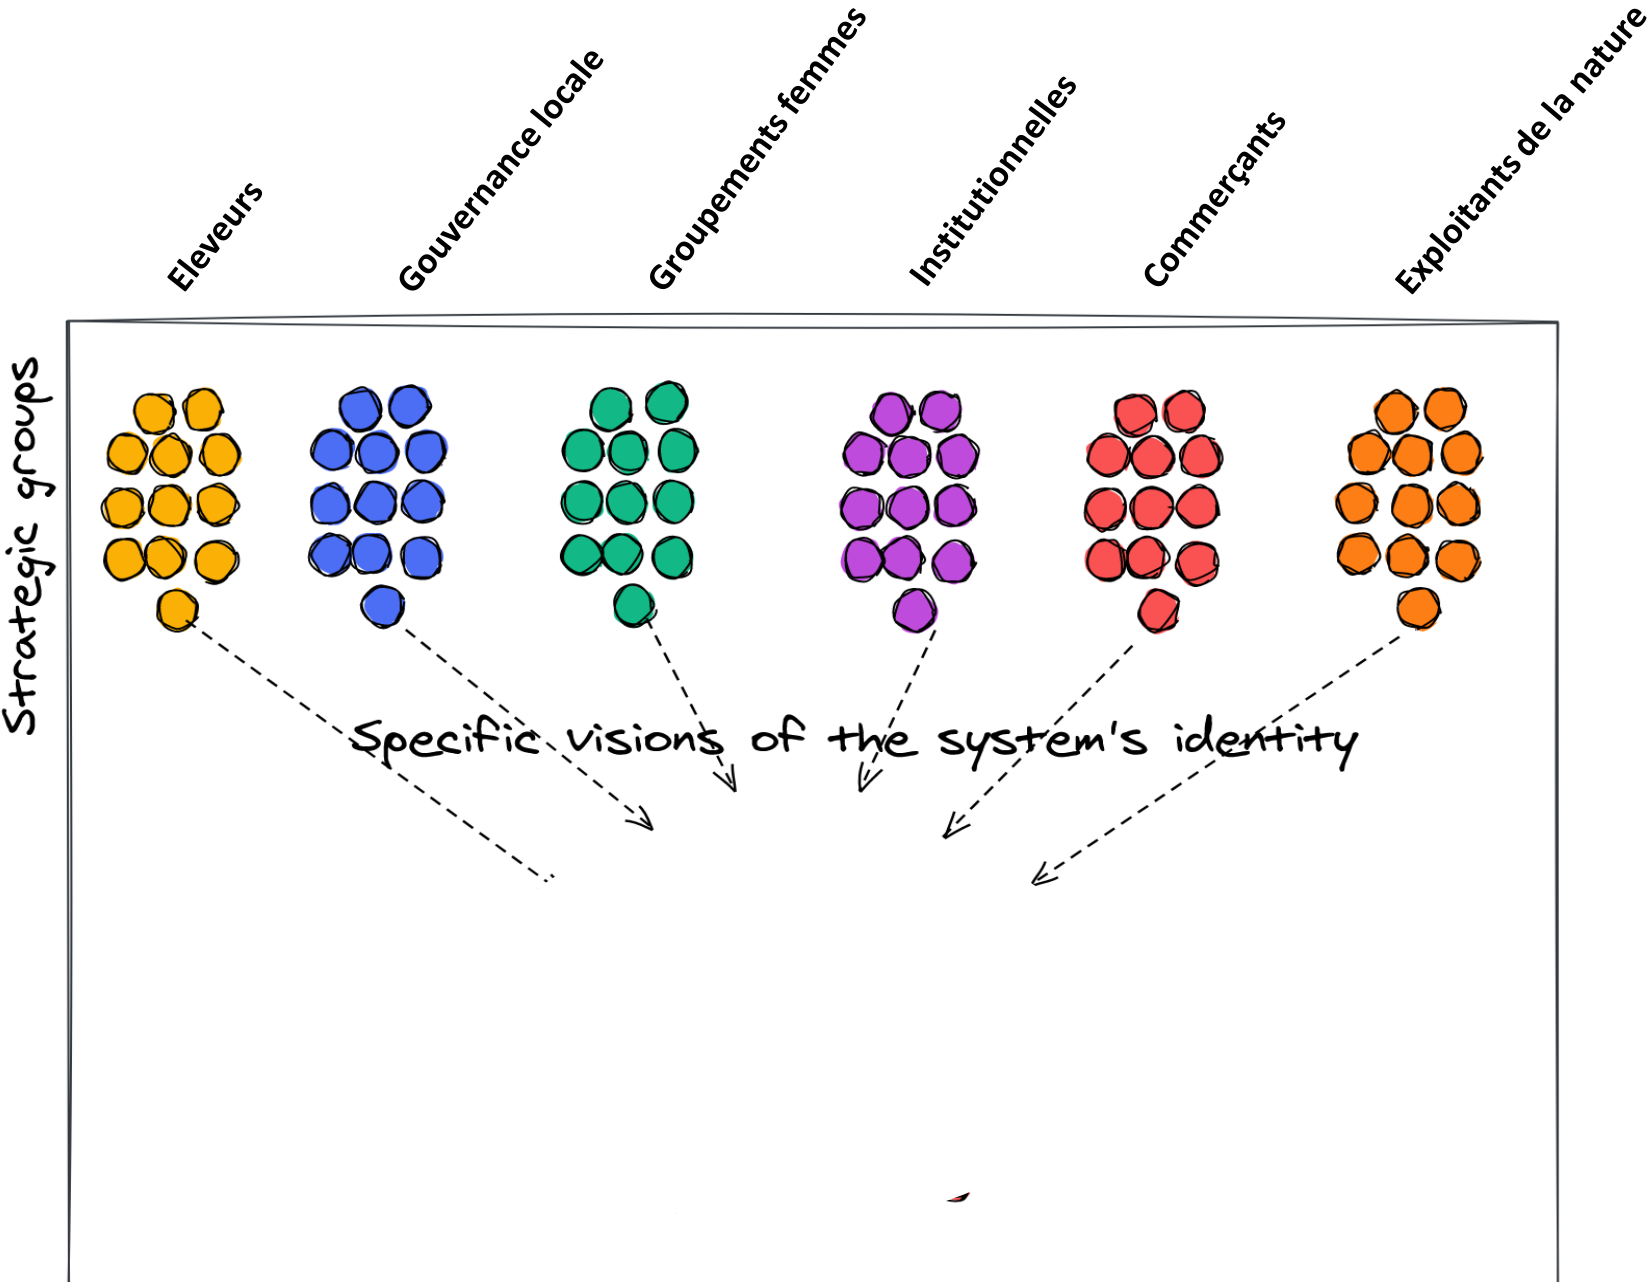 Eleveurs
Gouvernance locale
Groupements femmes
Institutionnelles
Commerçants
Exploitants de la nature
Strategic groups
Specific visions of the system's identity